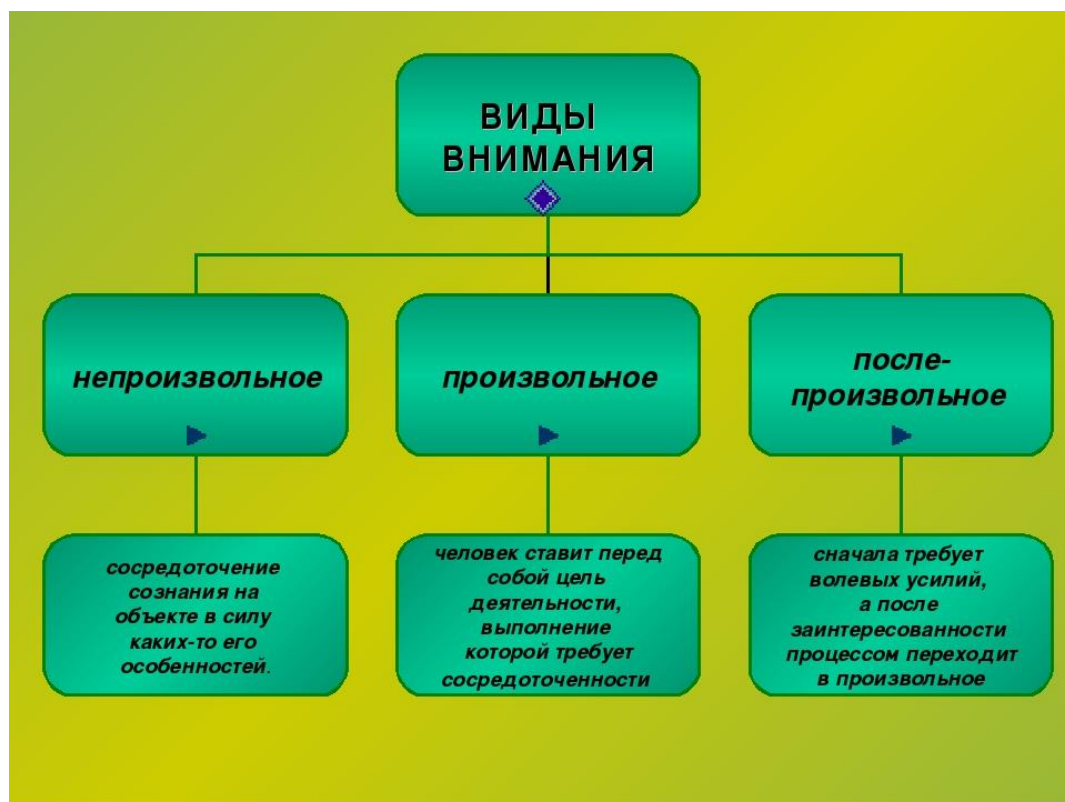 ВИДЫ
ВНИМАНИЯ
непроизвольное
произвольное
после-
произвольное
сосредоточение
сознания на
объекте в силу
каких-то его
особенностей.
человек ставит перед
собой цель
деятельности,
выполнение
которой требует
сосредоточенности
сначала требует
волевых усилий,
а после
заинтересованности
процессом переходит
в произвольное